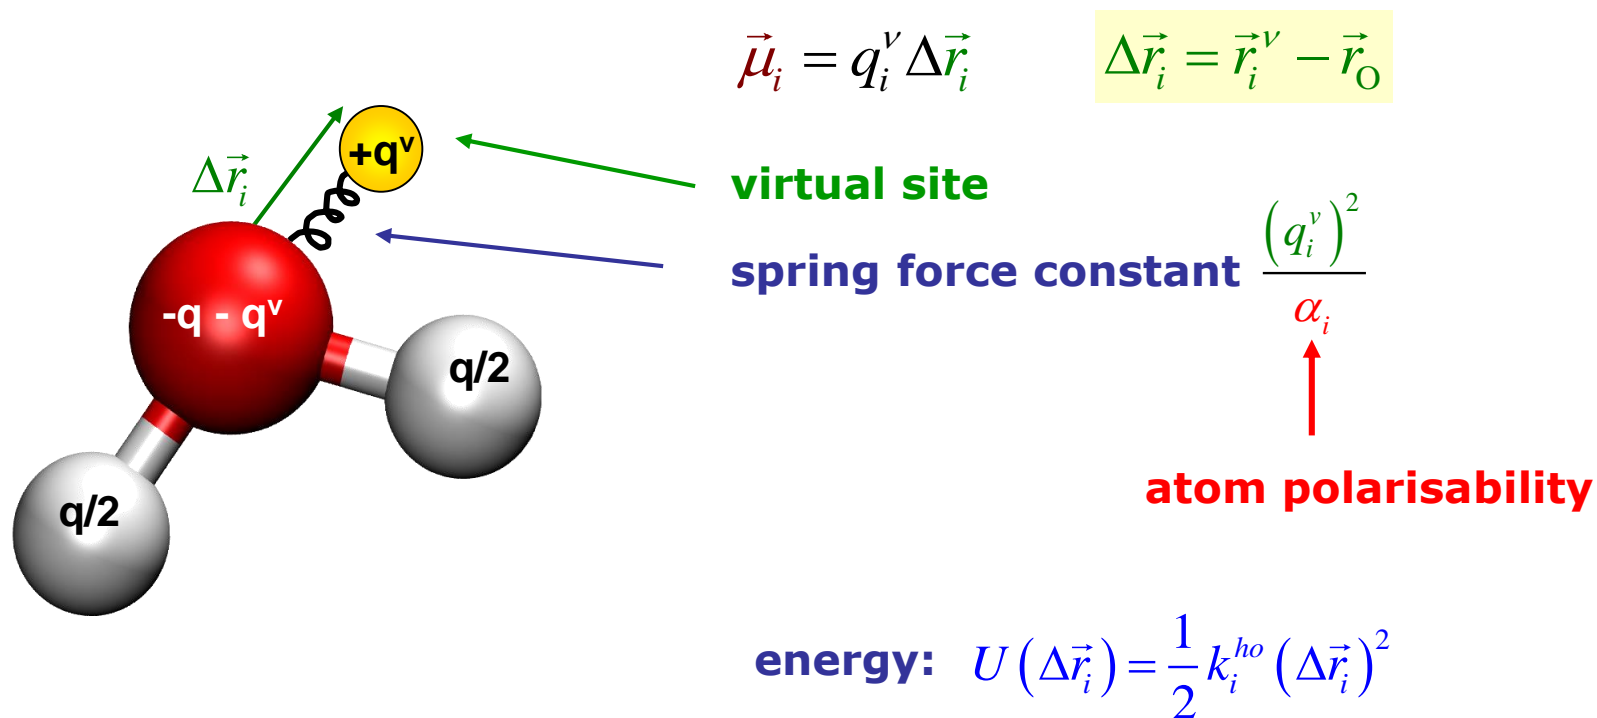 μ⃗ᵢ = qᵢᵛ Δr⃗ᵢ
Δr⃗ᵢ = r⃗ᵢᵛ − r⃗_O
+qᵛ
Δr⃗ᵢ
virtual site
spring force constant (qᵢᵛ)² / αᵢ
-q - qᵛ
q/2
q/2
atom polarisability
energy: U(Δr⃗ᵢ) = 1/2 kᵢʰᵒ (Δr⃗ᵢ)²